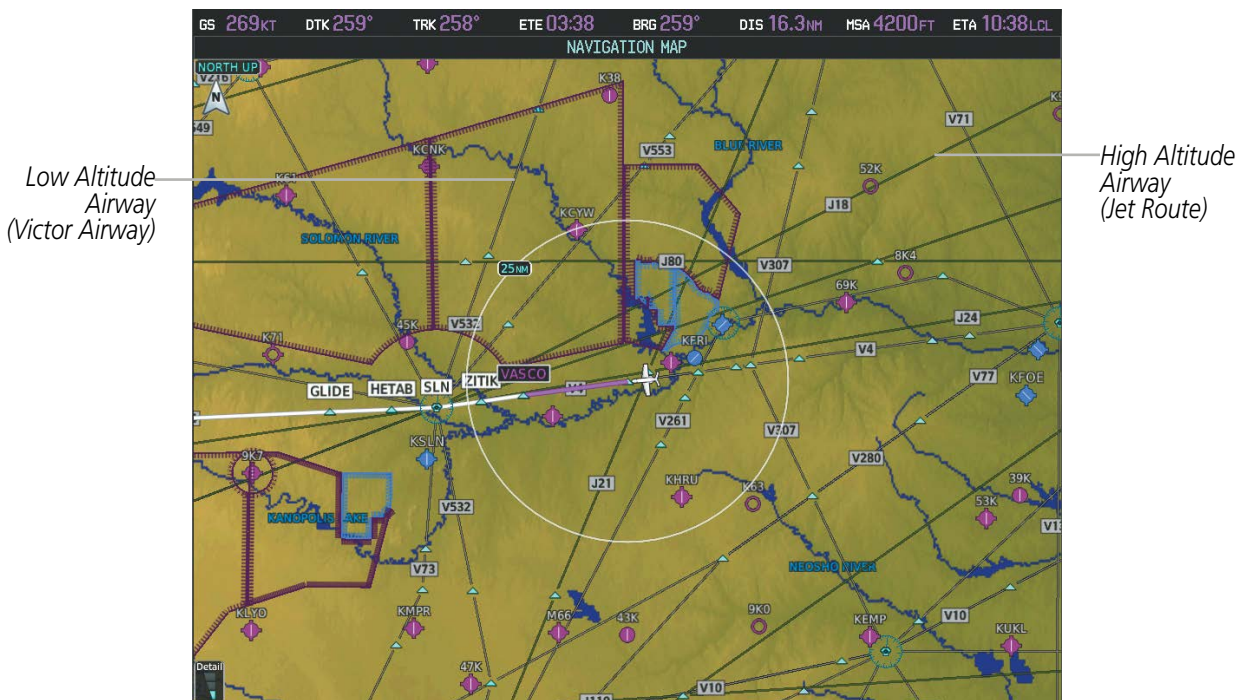 GS 269KT DTK 259° TRK 258° ETE 03:38 BRG 259° DIS 16.3NM MSA 4200FT ETA 10:38LCL
NAVIGATION MAP
NORTH UP
V216
N
K38
V71
V553
BLUE RIVER
KCNK
52K
K61
J18
KCYW
SOLOMON RIVER
25NM
J80
V307
8K4
69K
45K
V532
J24
K71
KFRI
V4
VASCO
GLIDE
HETAB
SLN
ZITIK
V77
KFOE
V261
V307
KSLN
V280
9K7
J21
KHRU
K63
39K
V532
53K
KANOPOLIS LAKE
V73
NEOSHO RIVER
KLYO
KMPR
M66
43K
9K0
V10
KEMP
KUKL
Detail
47K
V10
J110
Low Altitude
Airway
(Victor Airway)
High Altitude
Airway
(Jet Route)